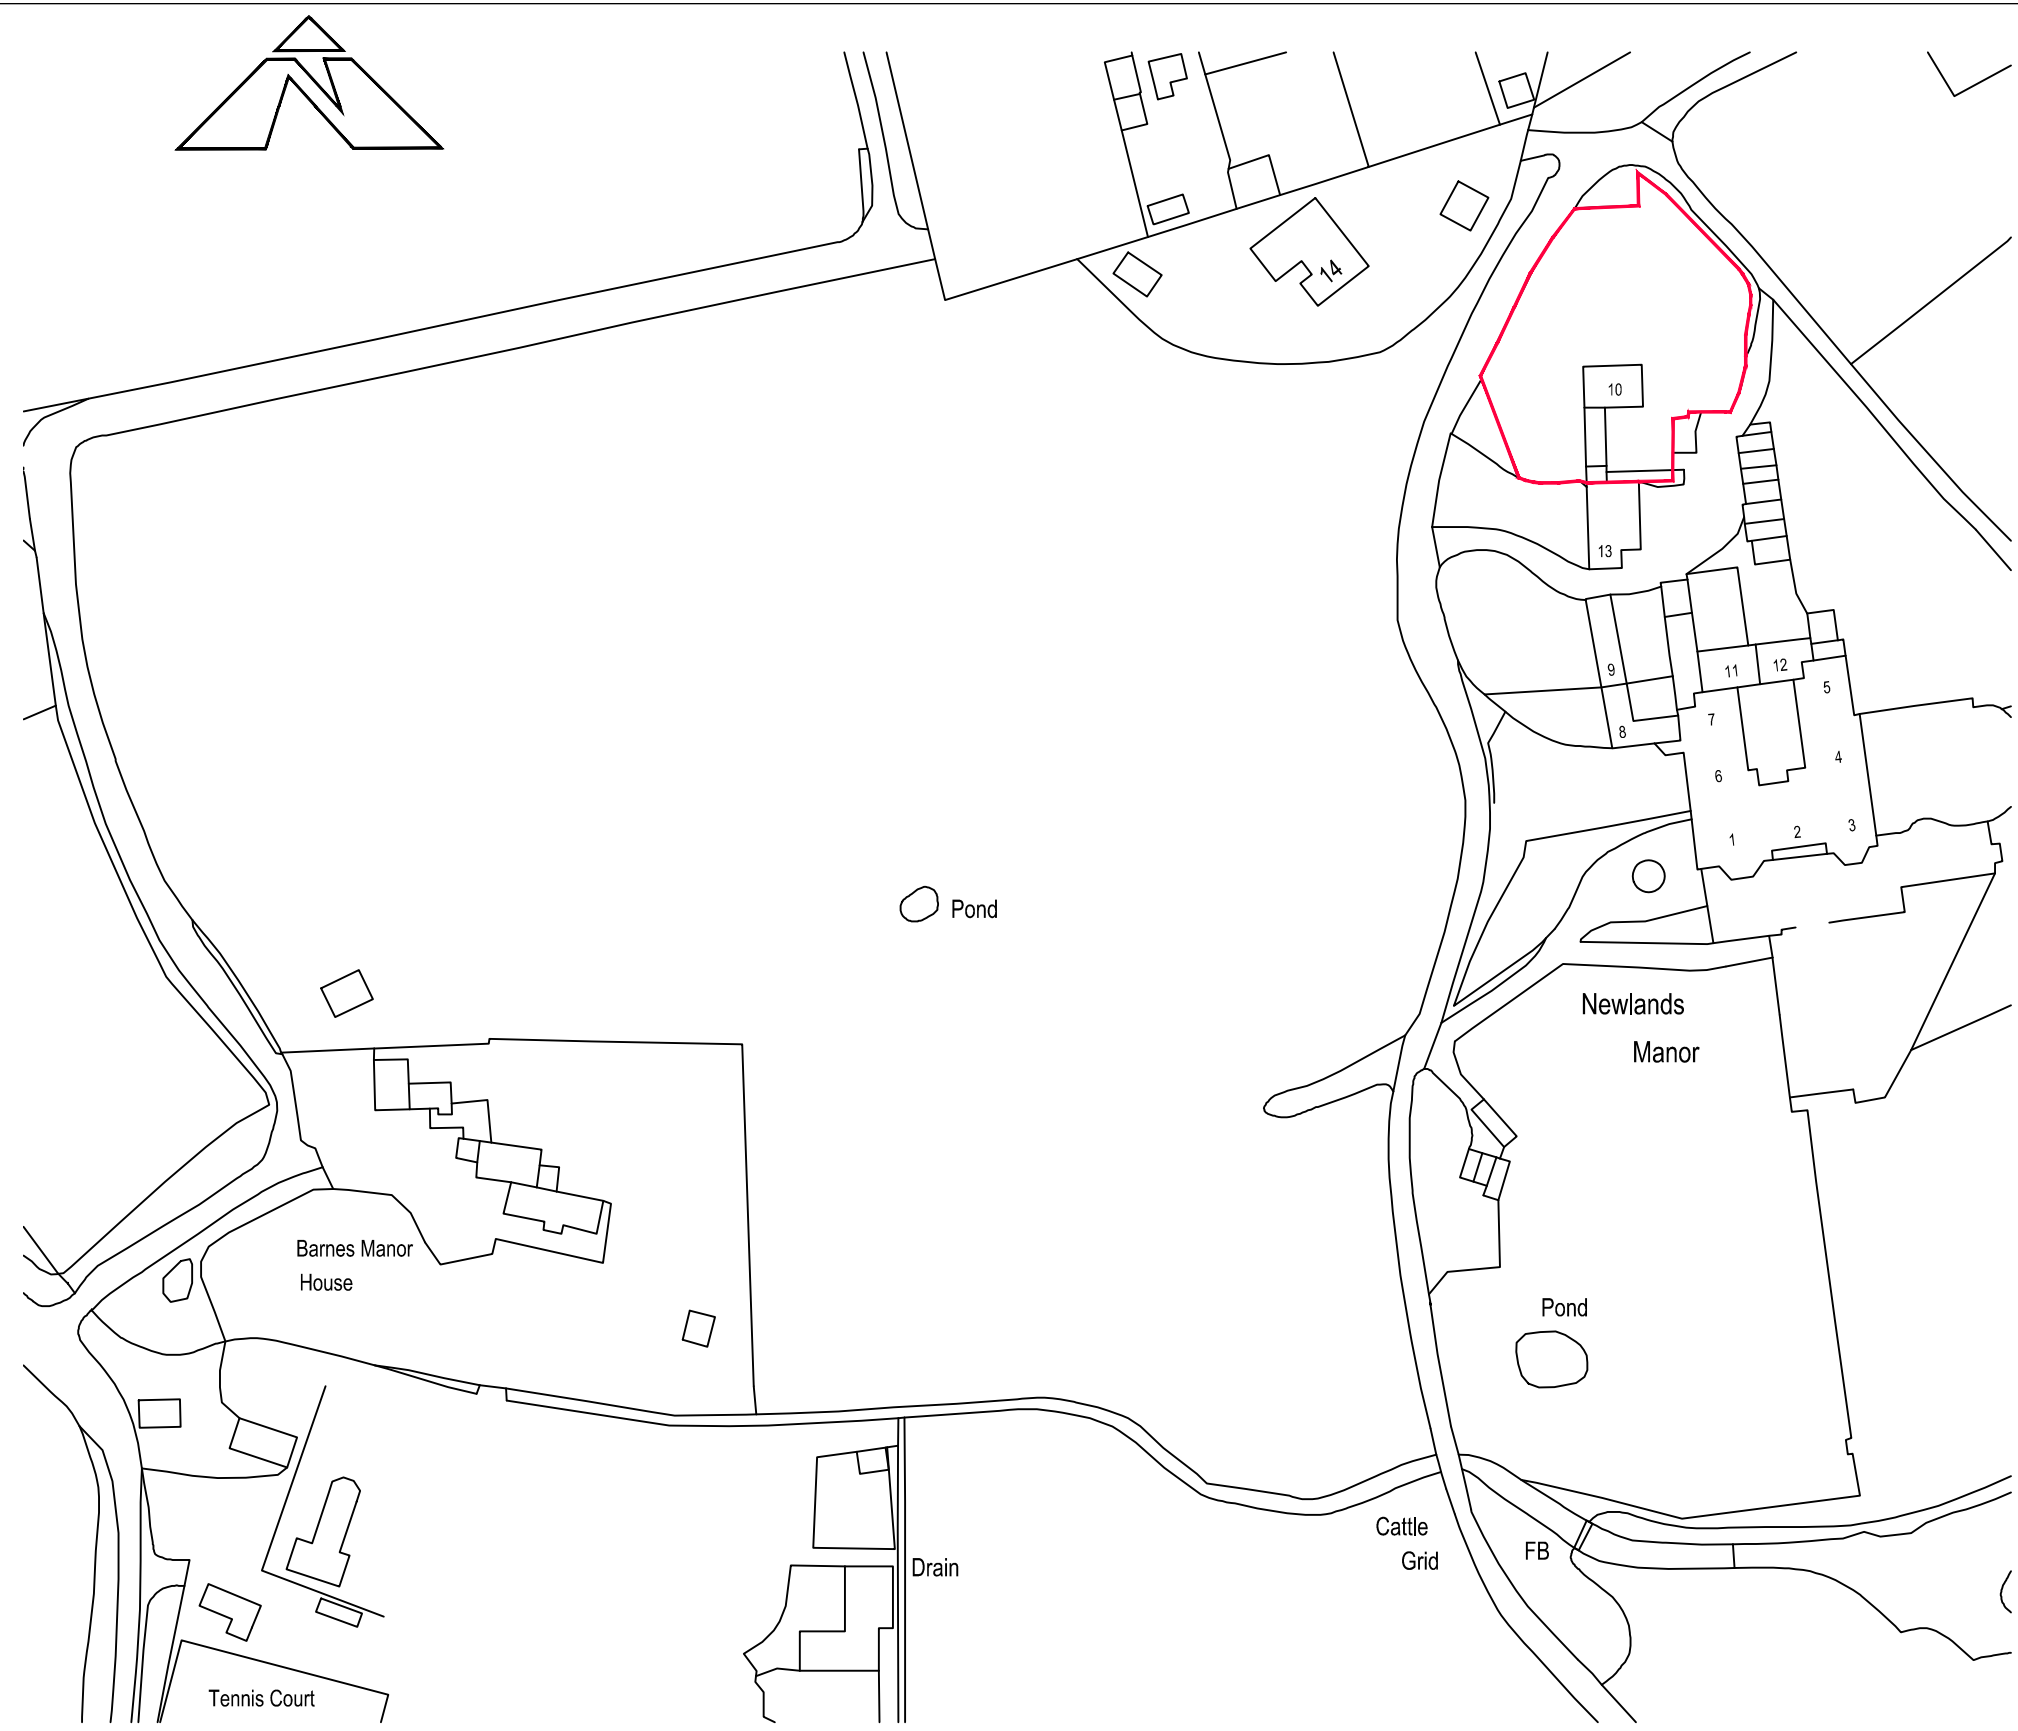 N
14
10
13
9
11
12
5
7
8
4
6
3
2
1
Pond
Newlands
Manor
Barnes Manor
House
Pond
Cattle
Grid
FB
Drain
Tennis Court